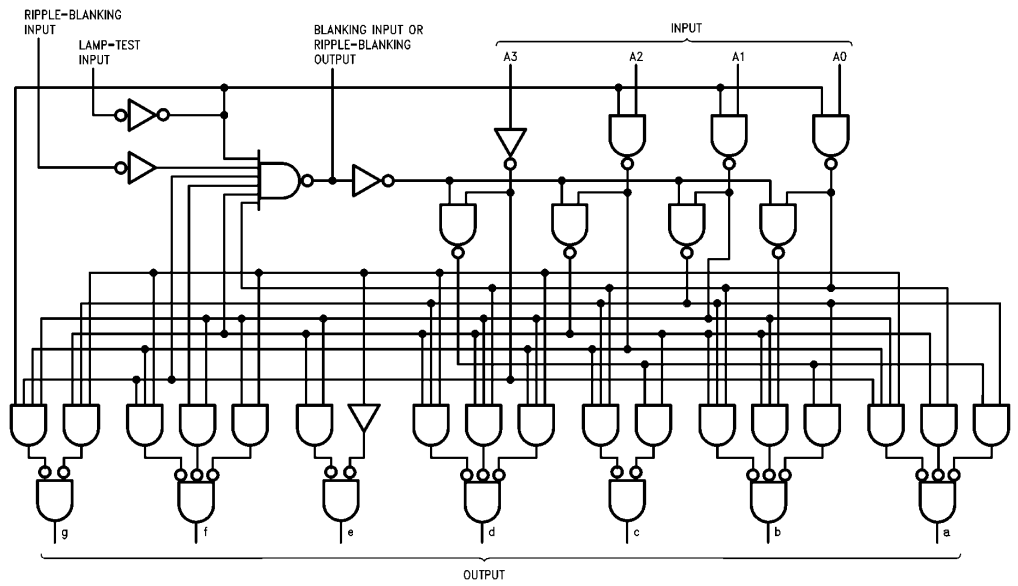 RIPPLE-BLANKING
INPUT
LAMP-TEST
INPUT
BLANKING INPUT OR
RIPPLE-BLANKING
OUTPUT
INPUT
A3
A2
A1
A0
g
f
e
d
c
b
a
OUTPUT